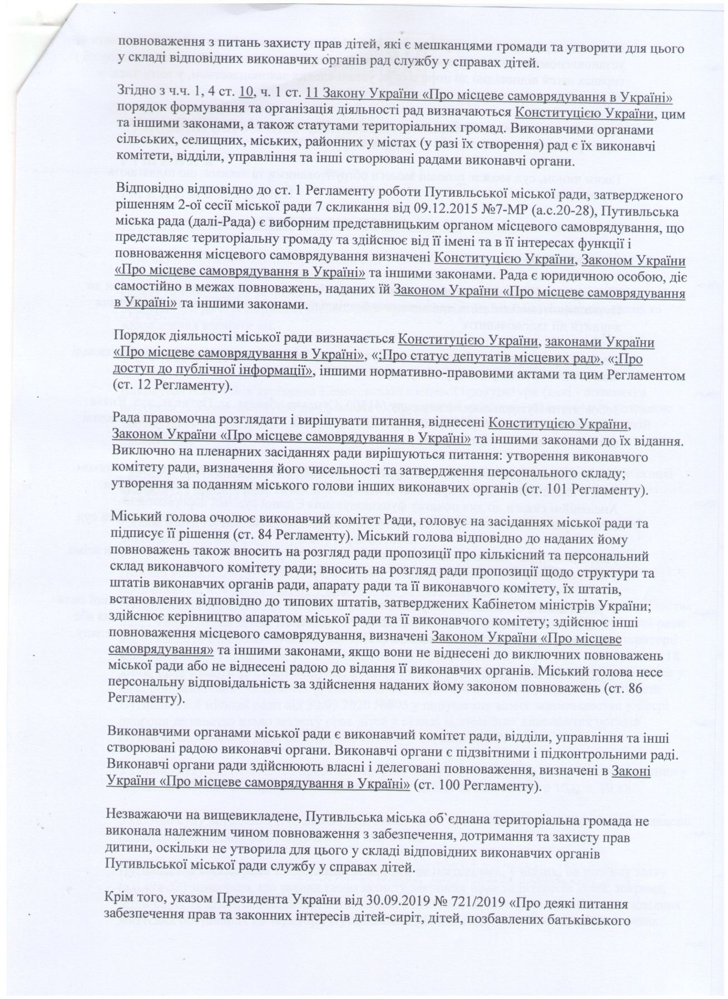 повноваження з питань захисту прав дітей, які є мешканцями громади та утворити для цього
у складі відповідних виконавчих органів рад службу у справах дітей.
Згідно з ч.ч. 1, 4 ст. 10, ч. 1 ст. 11 Закону України «Про місцеве самоврядування в Україні»
порядок формування та організація діяльності рад визначаються Конституцією України, цим
та іншими законами, а також статутами територіальних громад. Виконавчими органами
сільських, селищних, міських, районних у містах (у разі їх створення) рад є їх виконавчі
комітети, відділи, управління та інші створювані радами виконавчі органи.
Відповідно відповідно до ст. 1 Регламенту роботи Путивльської міської ради, затвердженого
рішенням 2-ої сесії міської ради 7 скликання від 09.12.2015 №7-МР (а.с.20-28), Путивльська
міська рада (далі-Рада) є виборним представницьким органом місцевого самоврядування, що
представляє територіальну громаду та здійснює від її імені та в її інтересах функції і
повноваження місцевого самоврядування визначені Конституцією України, Законом України
«Про місцеве самоврядування в Україні» та іншими законами. Рада є юридичною особою, діє
самостійно в межах повноважень, наданих їй Законом України «Про місцеве самоврядування
в Україні» та іншими законами.
Порядок діяльності міської ради визначається Конституцією України, законами України
«Про місцеве самоврядування в Україні», «;Про статус депутатів місцевих рад», «;Про
доступ до публічної інформації», іншими нормативно-правовими актами та цим Регламентом
(ст. 12 Регламенту).
Рада правомочна розглядати і вирішувати питання, віднесені Конституцією України,
Законом України «Про місцеве самоврядування в Україні» та іншими законами до їх відання.
Виключно на пленарних засіданнях ради вирішуються питання: утворення виконавчого
комітету ради, визначення його чисельності та затвердження персонального складу;
утворення за поданням міського голови інших виконавчих органів (ст. 101 Регламенту).
Міський голова очолює виконавчий комітет Ради, головує на засіданнях міської ради та
підписує її рішення (ст. 84 Регламенту). Міський голова відповідно до наданих йому
повноважень також вносить на розгляд ради пропозиції про кількісний та персональний
склад виконавчого комітету ради; вносить на розгляд ради пропозиції щодо структури та
штатів виконавчих органів ради, апарату ради та її виконавчого комітету, їх штатів,
встановлених відповідно до типових штатів, затверджених Кабінетом міністрів України;
здійснює керівництво апаратом міської ради та її виконавчого комітету; здійснює інші
повноваження місцевого самоврядування, визначені Законом України «Про місцеве
самоврядування» та іншими законами, якщо вони не віднесені до виключних повноважень
міської ради або не віднесені радою до відання її виконавчих органів. Міський голова несе
персональну відповідальність за здійснення наданих йому законом повноважень (ст. 86
Регламенту).
Виконавчими органами міської ради є виконавчий комітет ради, відділи, управління та інші
створювані радою виконавчі органи. Виконавчі органи є підзвітними і підконтрольними раді.
Виконавчі органи ради здійснюють власні і делеговані повноваження, визначені в Законі
України «Про місцеве самоврядування в Україні» (ст. 100 Регламенту).
Незважаючи на вищевикладене, Путивльська міська об`єднана територіальна громада не
виконала належним чином повноваження з забезпечення, дотримання та захисту прав
дитини, оскільки не утворила для цього у складі відповідних виконавчих органів
Путивльської міської ради службу у справах дітей.
Крім того, указом Президента України від 30.09.2019 № 721/2019 «Про деякі питання
забезпечення прав та законних інтересів дітей-сиріт, дітей, позбавлених батьківського